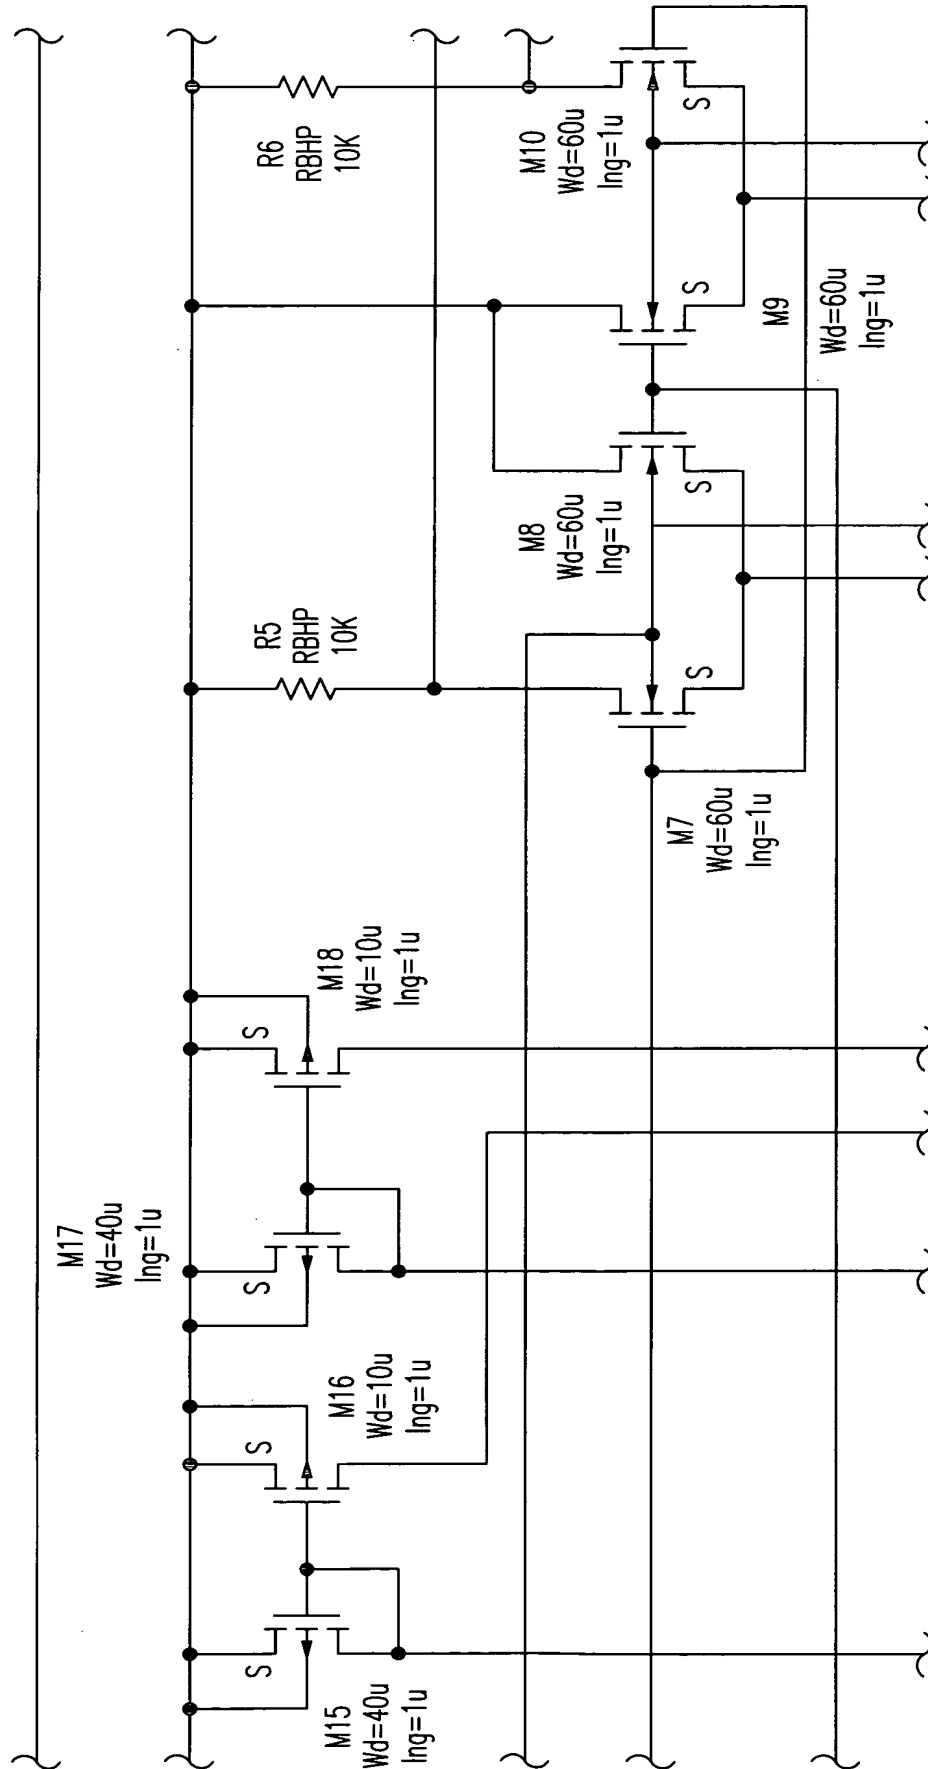 M17
Wd=40u
lng=1u
S
S
S
S
R5
RBHP
10K
R6
RBHP
10K
M15
Wd=40u
lng=1u
M16
Wd=10u
lng=1u
M18
Wd=10u
lng=1u
M8
Wd=60u
lng=1u
M10
Wd=60u
lng=1u
M7
Wd=60u
lng=1u
S
S
S
S
M9
Wd=60u
lng=1u